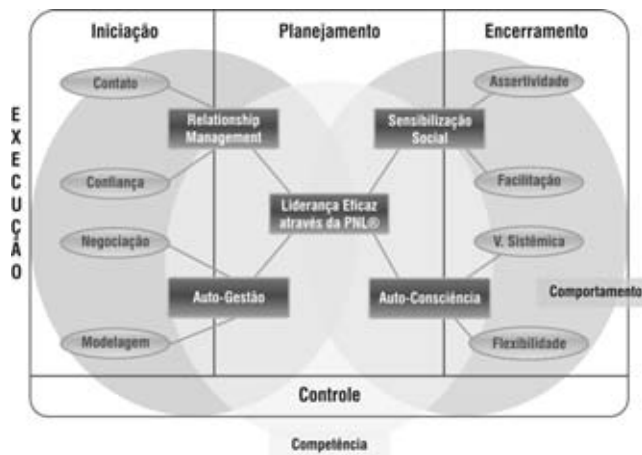 Iniciação
Planejamento
Encerramento
EXECUÇÃO
Contato
Assertividade
Relationship
Management
Sensibilização
Social
Confiança
Facilitação
Liderança Eficaz
através da PNL®
Negociação
V. Sistêmica
Auto-Gestão
Auto-Consciência
Comportamento
Modelagem
Flexibilidade
Controle
Competência